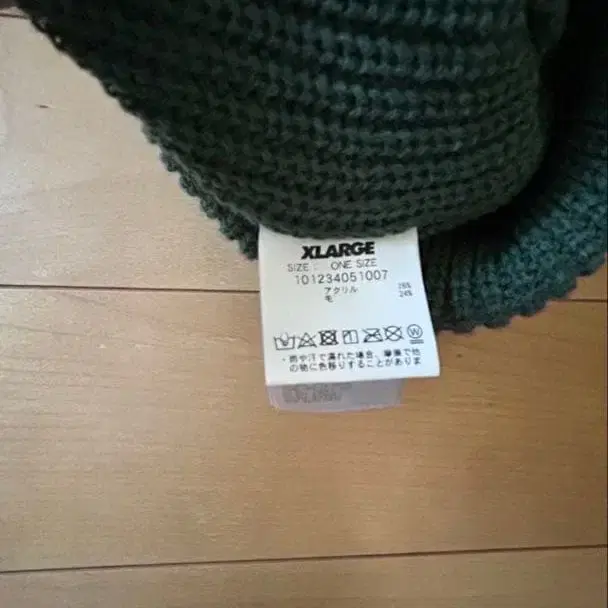 XLARGE
SIZE : ONE SIZE
101234051007
アクリル 76%
毛 24%
・雨や汗で濡れた場合、摩擦で他
の物に色移りすることがありま